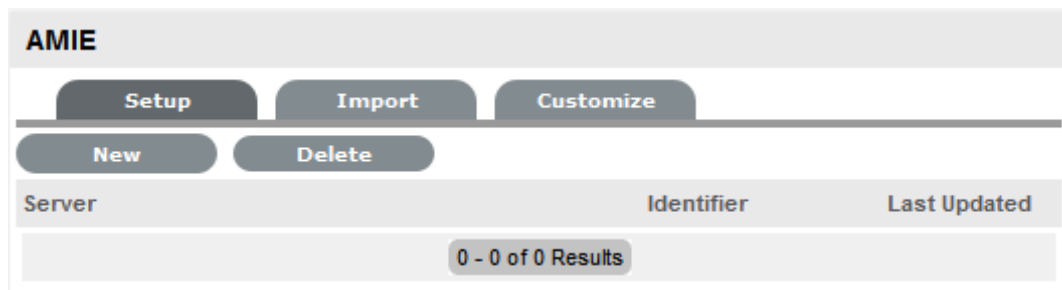 AMIE
Setup Import Customize
New Delete
Server Identifier Last Updated
0 - 0 of 0 Results